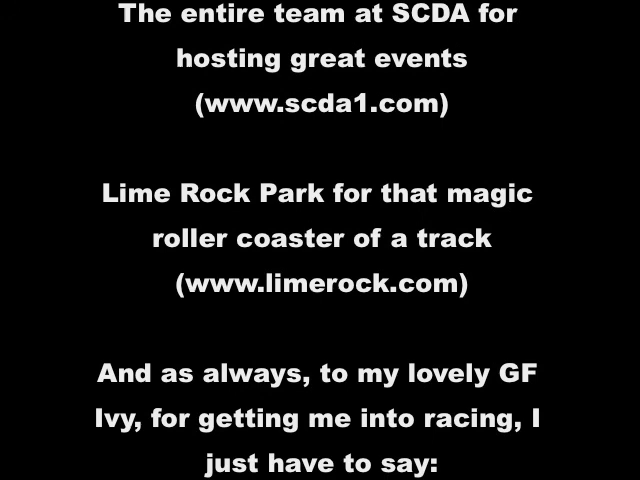 The entire team at SCDA for
hosting great events
(www.scda1.com)
Lime Rock Park for that magic
roller coaster of a track
(www.limerock.com)
And as always, to my lovely GF
Ivy, for getting me into racing, I
just have to say: